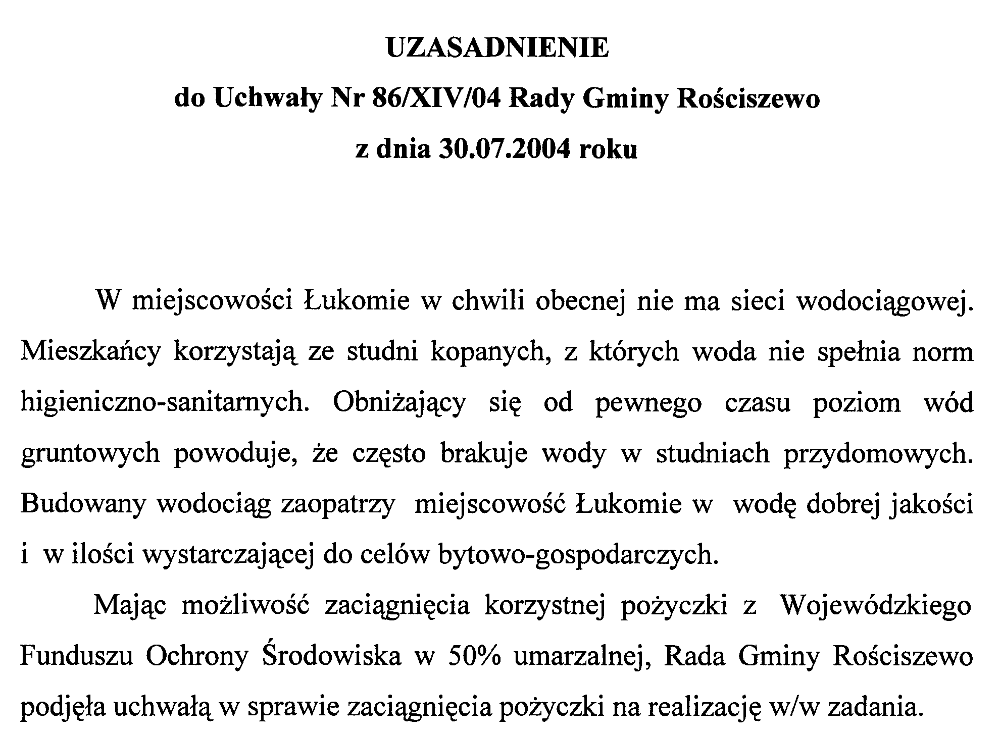 UZASADNIENIE
do Uchwały Nr 86/XIV/04 Rady Gminy Rościszewo
z dnia 30.07.2004 roku
W miejscowości Łukomie w chwili obecnej nie ma sieci wodociągowej.
Mieszkańcy korzystają ze studni kopanych, z których woda nie spełnia norm
higieniczno-sanitarnych. Obniżający się od pewnego czasu poziom wód
gruntowych powoduje, że często brakuje wody w studniach przydomowych.
Budowany wodociąg zaopatrzy miejscowość Łukomie w wodę dobrej jakości
i w ilości wystarczającej do celów bytowo-gospodarczych.
Mając możliwość zaciągnięcia korzystnej pożyczki z Wojewódzkiego
Funduszu Ochrony Środowiska w 50% umarzalnej, Rada Gminy Rościszewo
podjęła uchwałą w sprawie zaciągnięcia pożyczki na realizację w/w zadania.